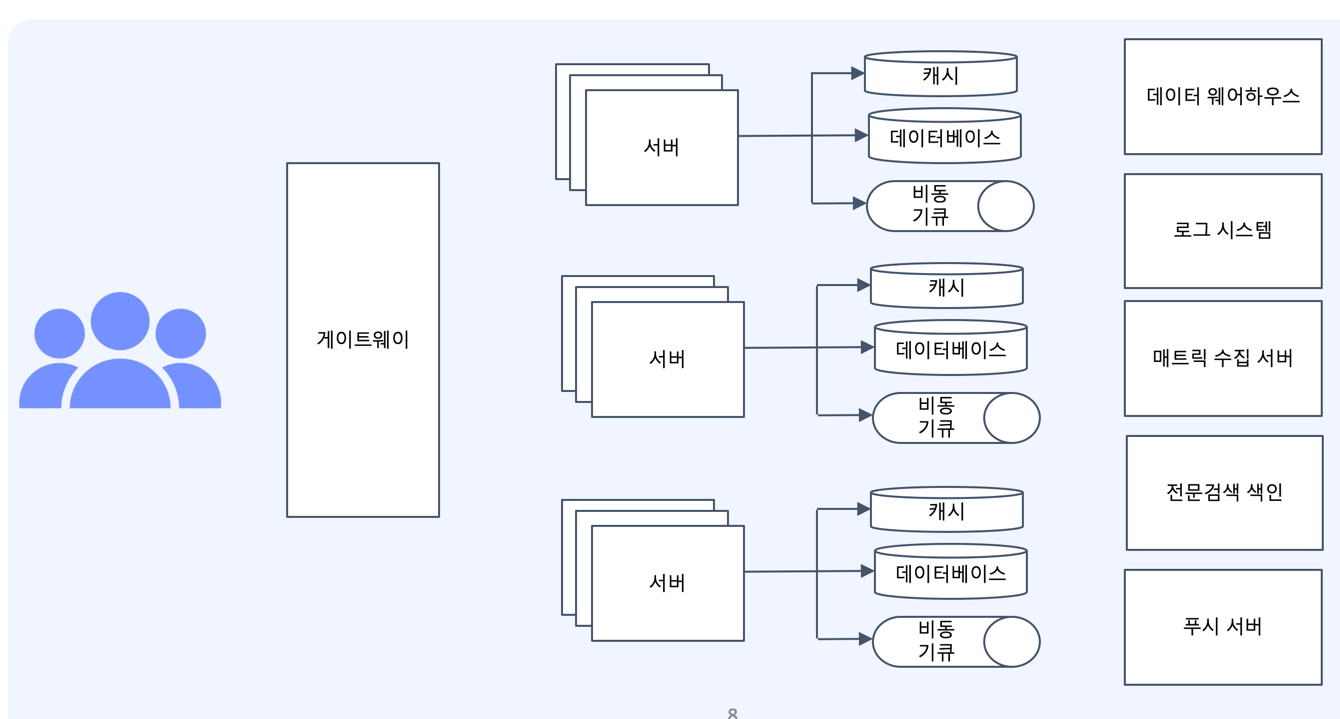 게이트웨이
서버
캐시
데이터베이스
비동
기큐
서버
캐시
데이터베이스
비동
기큐
서버
캐시
데이터베이스
비동
기큐
데이터 웨어하우스
로그 시스템
매트릭 수집 서버
전문검색 색인
푸시 서버
8